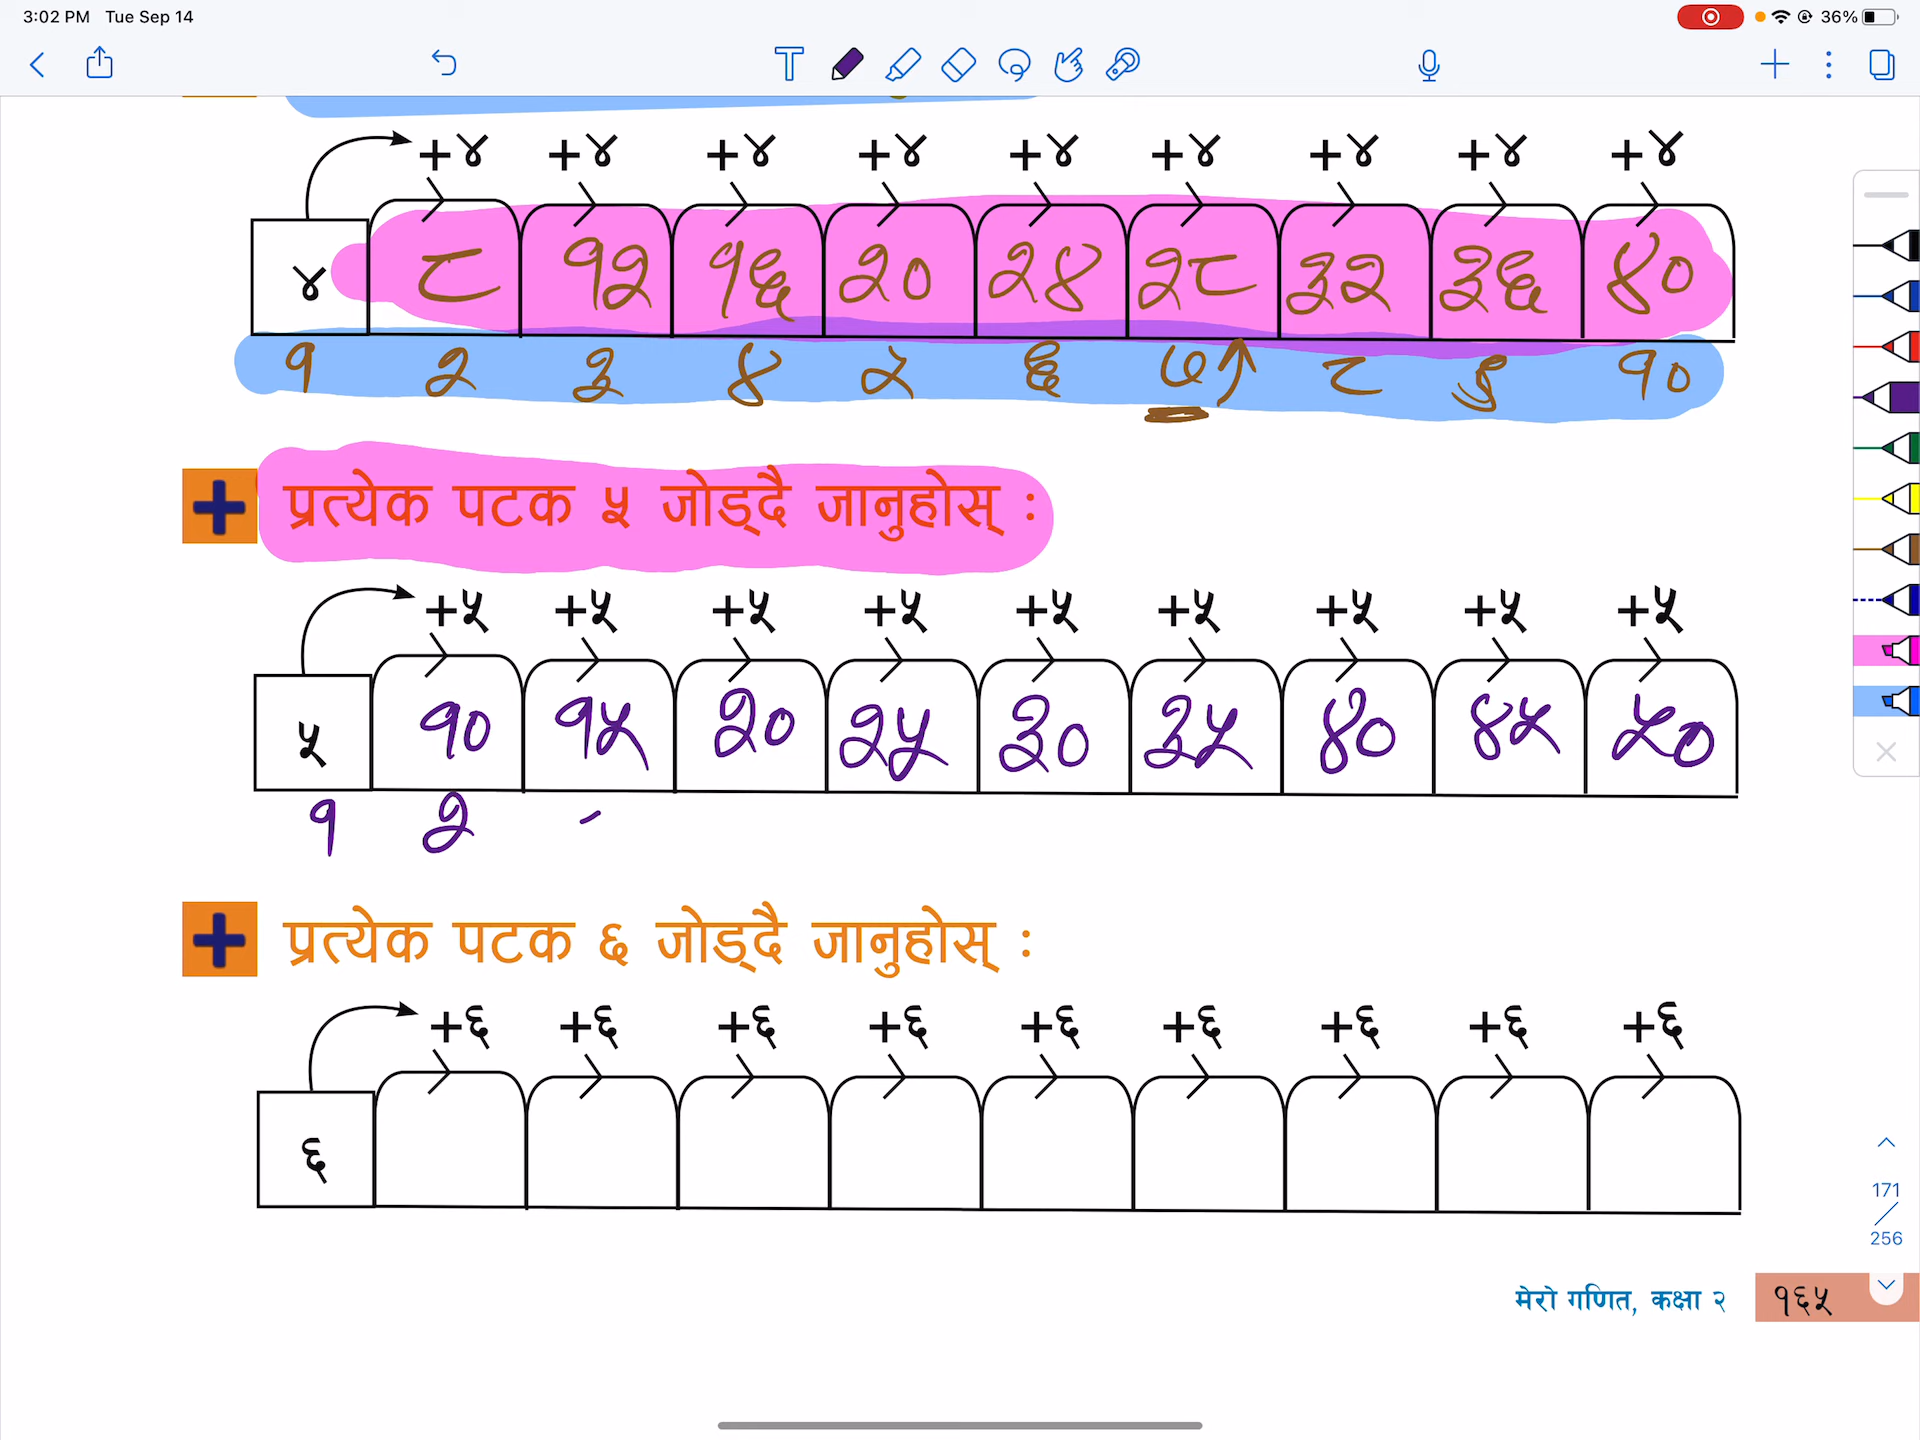 3:02 PM Tue Sep 14 36%
+४ +४ +४ +४ +४ +४ +४ +४ +४
४ ८ १२ १६ २० २४ २८ ३२ ३६ ४०
१ २ ३ ४ ५ ६ ७ ८ ९ १०
प्रत्येक पटक ५ जोड्दै जानुहोस् :
+५ +५ +५ +५ +५ +५ +५ +५ +५
५ १० १५ २० २५ ३० ३५ ४० ४५ ५०
१ २
प्रत्येक पटक ६ जोड्दै जानुहोस् :
+६ +६ +६ +६ +६ +६ +६ +६ +६
६
171
/
256
मेरो गणित, कक्षा २ १६५